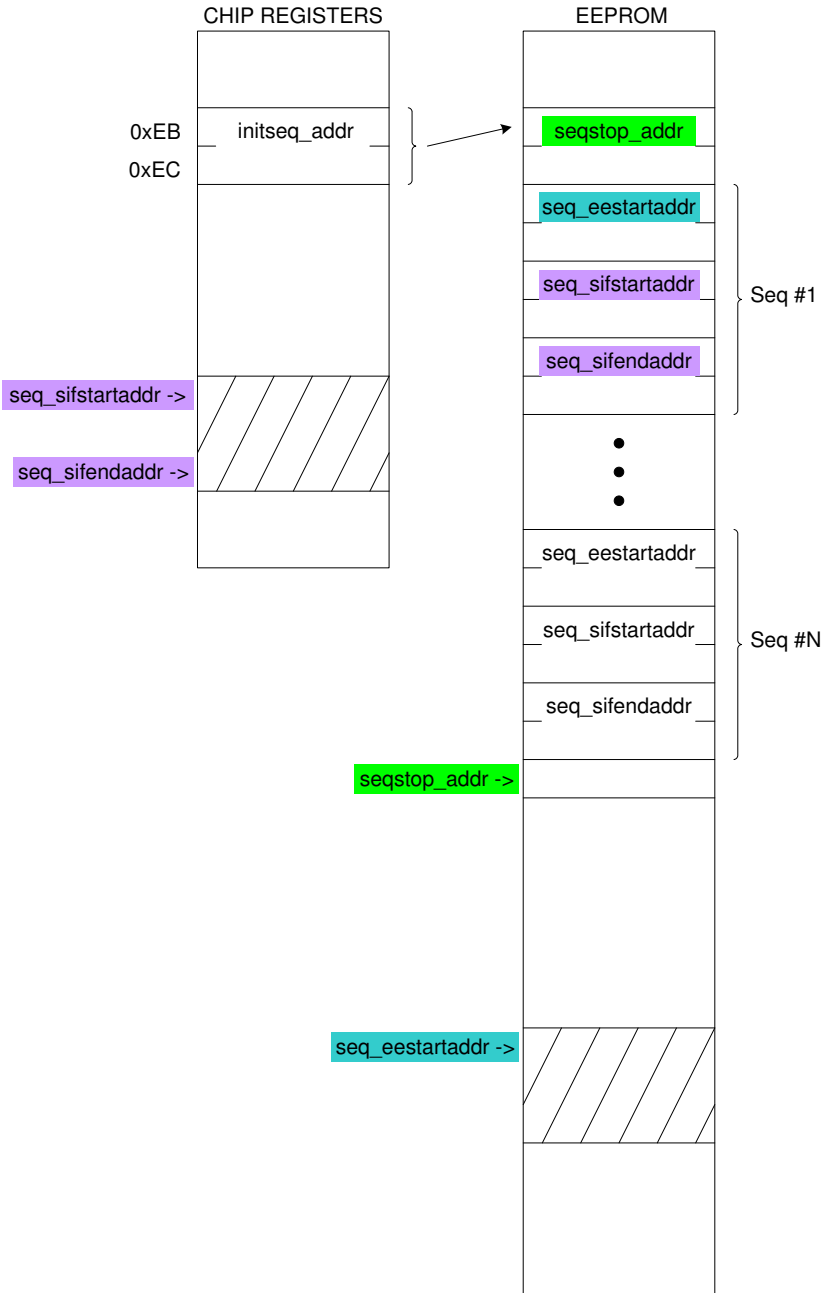 CHIP REGISTERS
EEPROM
0xEB
initseq_addr
seqstop_addr
0xEC
seq_eestartaddr
seq_sifstartaddr
Seq #1
seq_sifendaddr
seq_sifstartaddr ->
seq_sifendaddr ->
seq_eestartaddr
seq_sifstartaddr
Seq #N
seq_sifendaddr
seqstop_addr ->
seq_eestartaddr ->